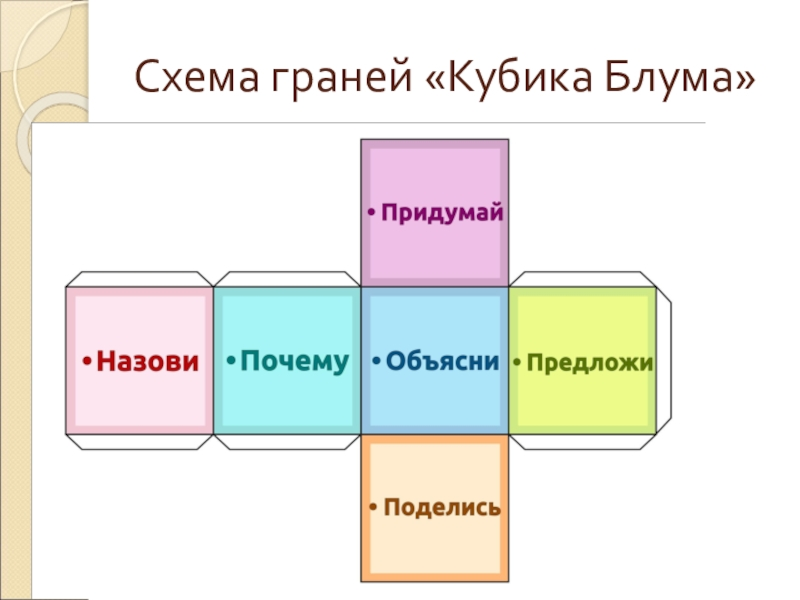 Схема граней «Кубика Блума»
• Придумай
• Назови
• Почему
• Объясни
• Предложи
• Поделись